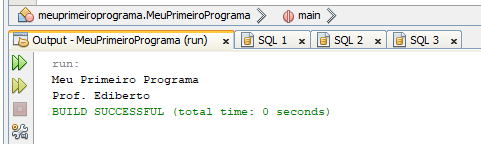 meuprimeiroprograma.MeuPrimeiroPrograma main
Output - MeuPrimeiroPrograma (run) x SQL 1 x SQL 2 x SQL 3 x
run:
Meu Primeiro Programa
Prof. Ediberto
BUILD SUCCESSFUL (total time: 0 seconds)